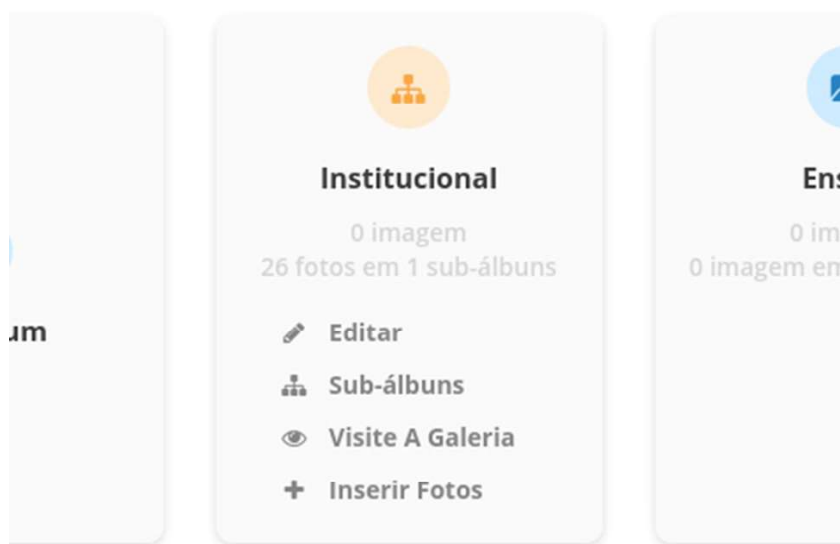 Institucional
0 imagem
26 fotos em 1 sub-álbuns
Editar
Sub-álbuns
Visite A Galeria
Inserir Fotos
um
Ens
0 im
0 imagem em